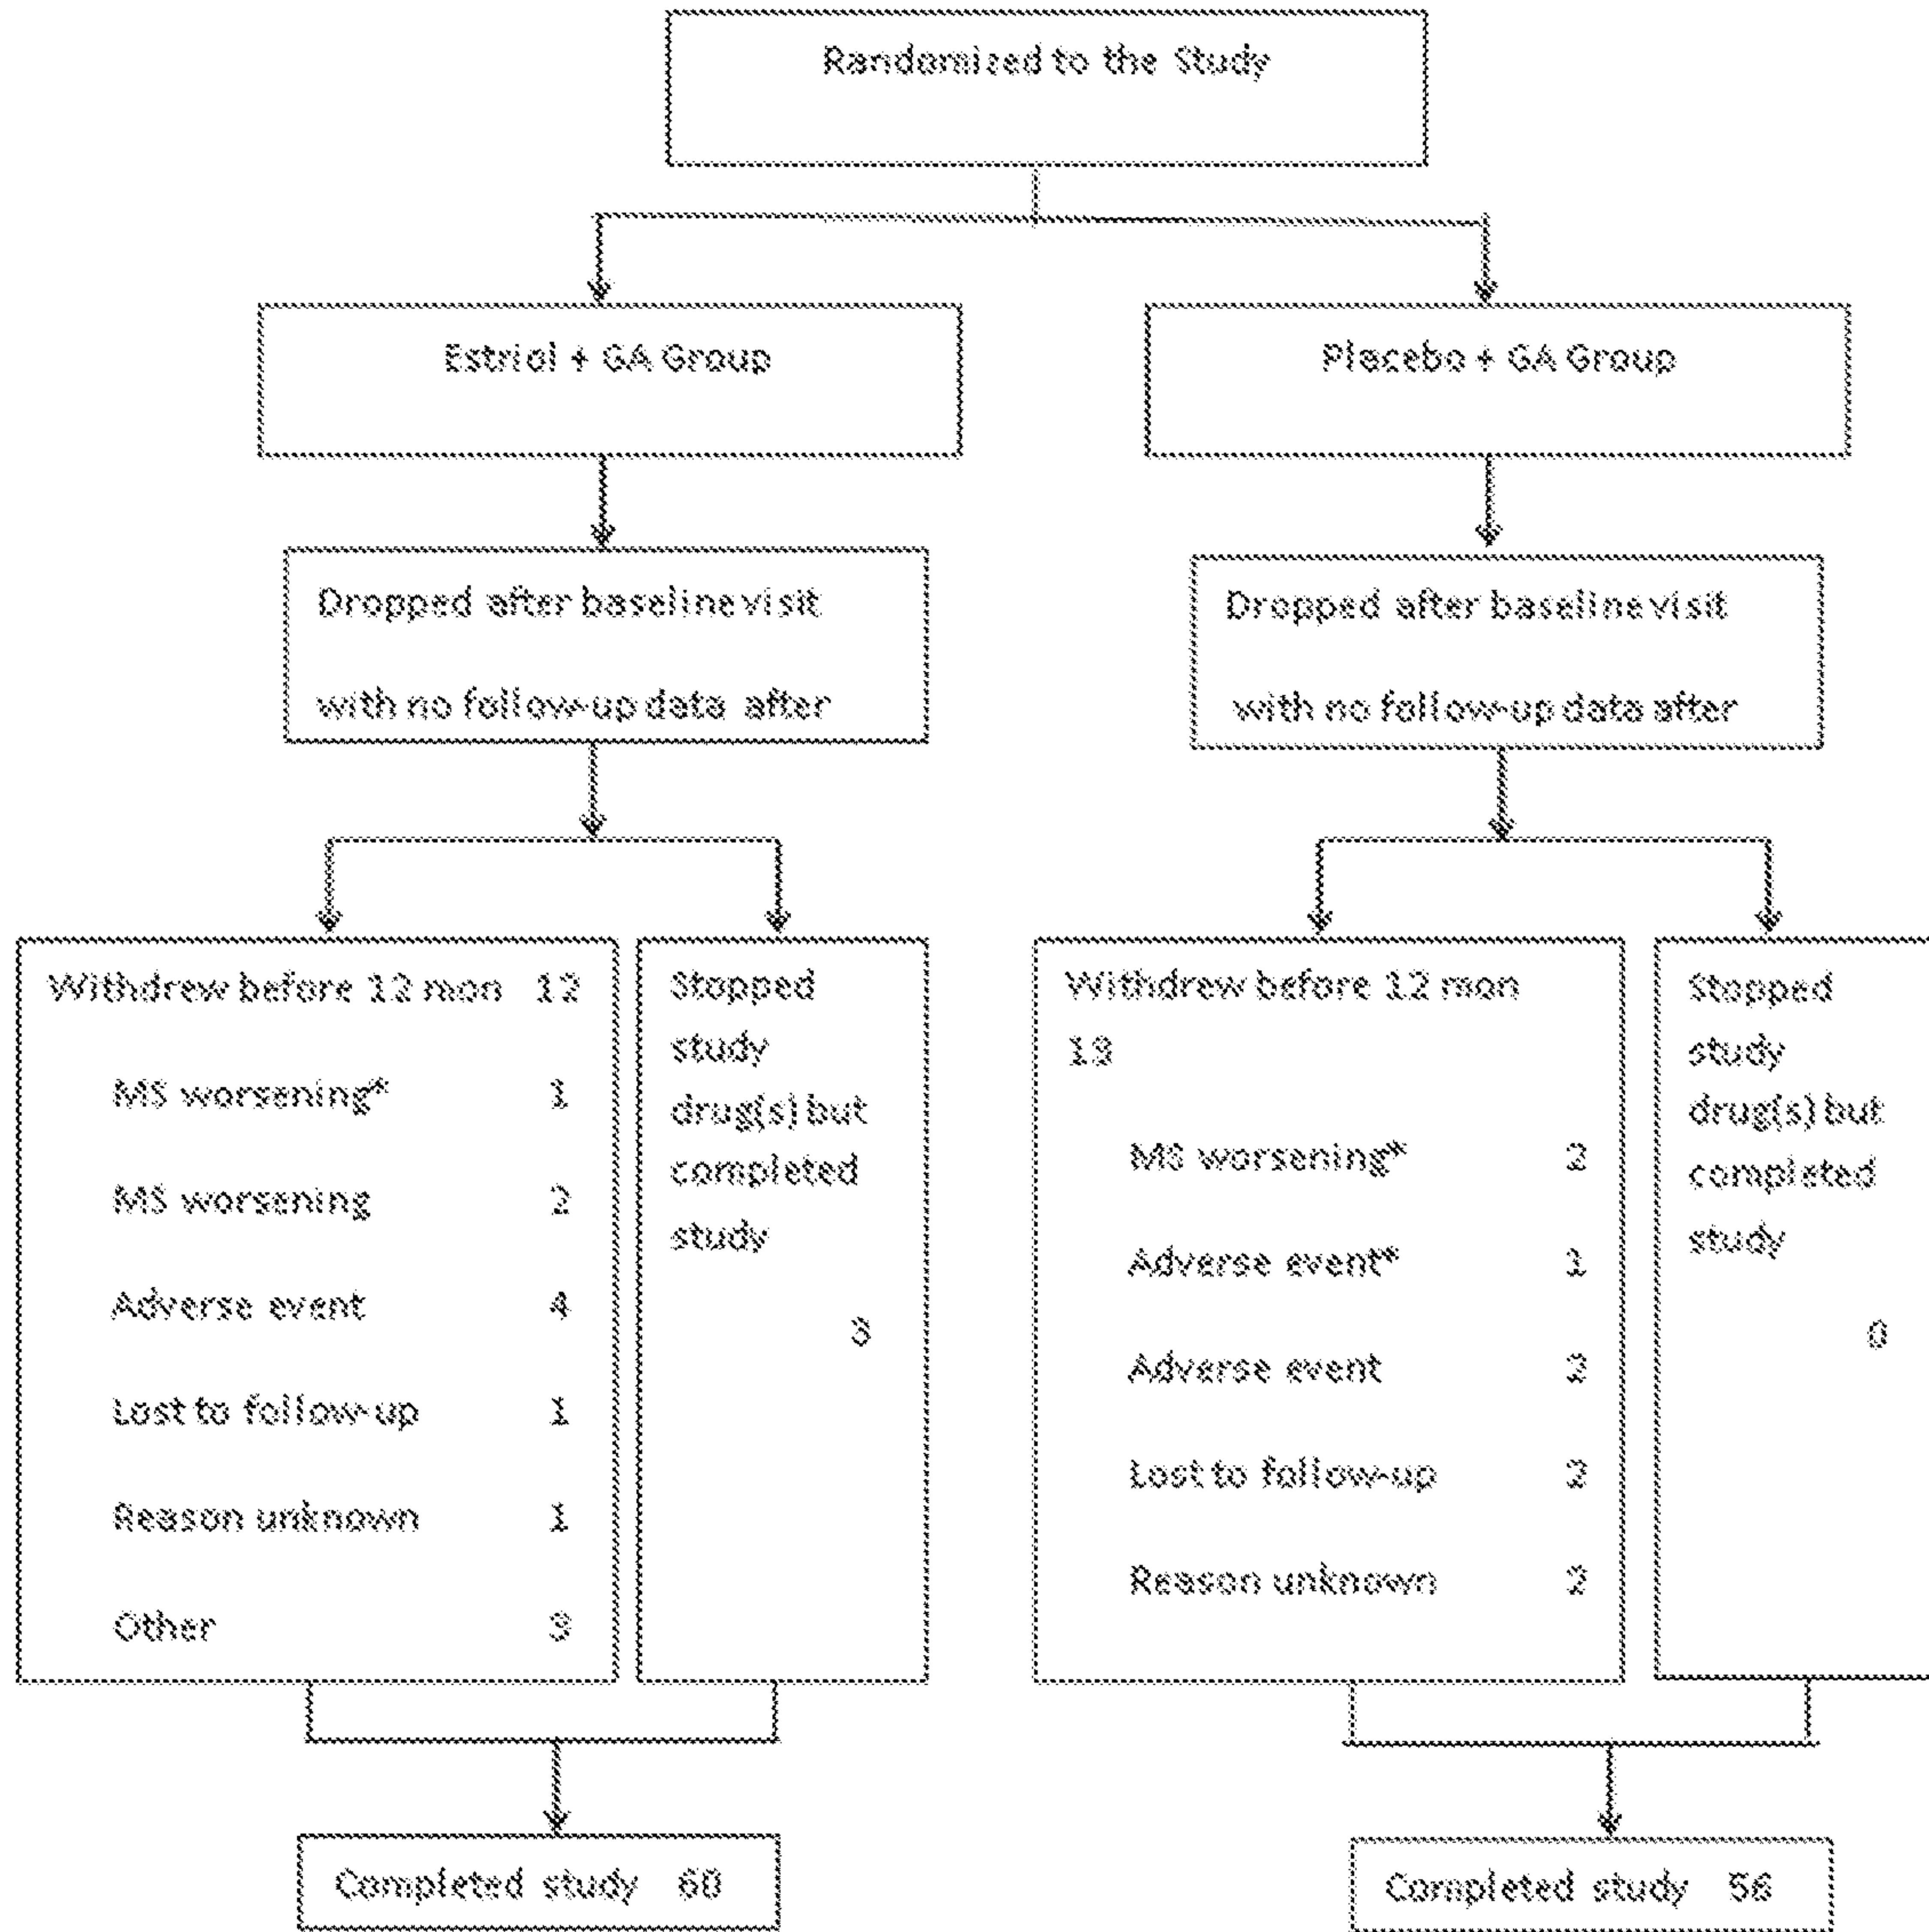 Randomized to the Study
Estriol + GA Group
Placebo + GA Group
Dropped after baseline visit
with no follow-up data after
Dropped after baseline visit
with no follow-up data after
Withdrew before 12 mon 12
MS worsening* 1
MS worsening 2
Adverse event 4
Lost to follow-up 1
Reason unknown 1
Other 3
Stopped
study
drug(s) but
completed
study
3
Withdrew before 12 mon
13
MS worsening* 2
Adverse event* 1
Adverse event 2
Lost to follow-up 2
Reason unknown 2
Stopped
study
drug(s) but
completed
study
0
Completed study 60
Completed study 56